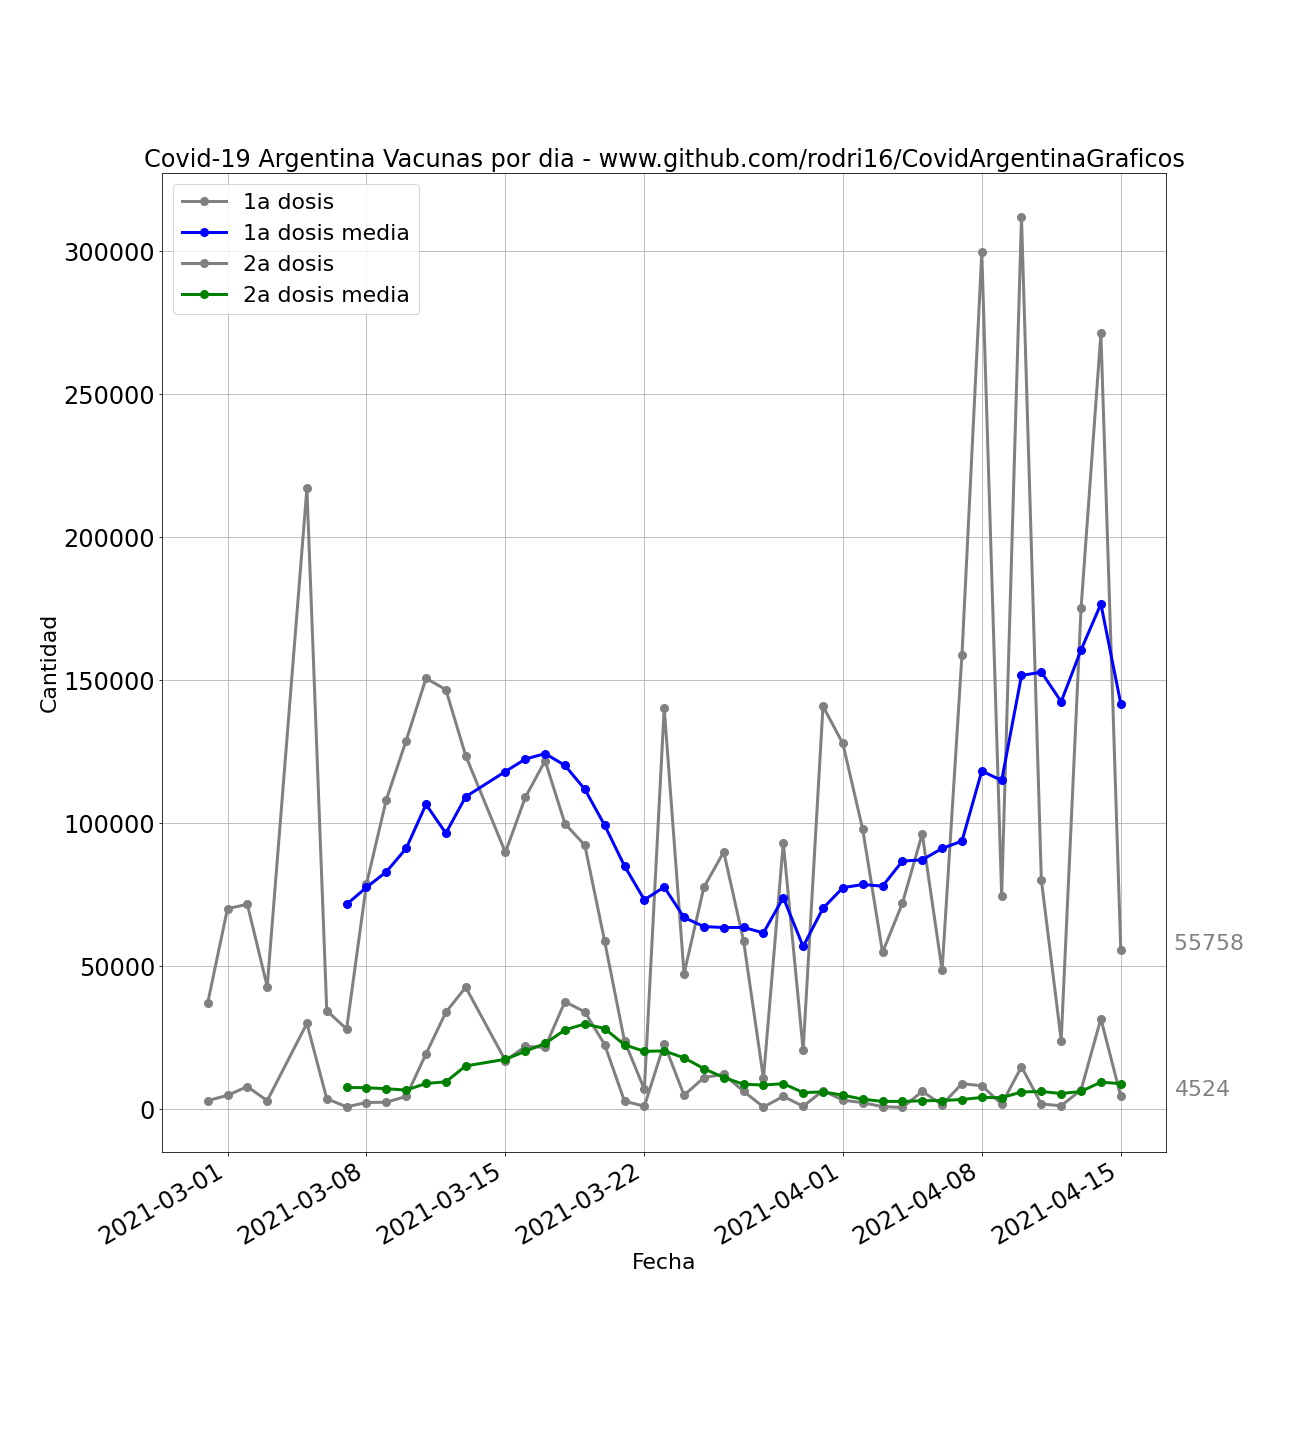 Covid-19 Argentina Vacunas por dia - www.github.com/rodri16/CovidArgentinaGraficos
1a dosis
1a dosis media
2a dosis
2a dosis media
300000
250000
200000
150000
100000
50000
0
Cantidad
55758
4524
2021-03-01
2021-03-08
2021-03-15
2021-03-22
2021-04-01
2021-04-08
2021-04-15
Fecha